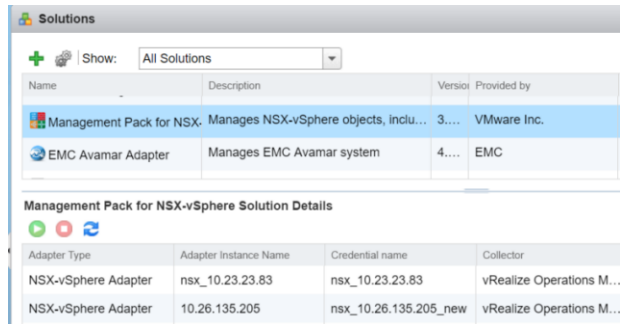 Solutions
Show: All Solutions
Name Description Version Provided by
Management Pack for NSX- Manages NSX-vSphere objects, inclu... 3.... VMware Inc.
EMC Avamar Adapter Manages EMC Avamar system 4.... EMC
Management Pack for NSX-vSphere Solution Details
Adapter Type Adapter Instance Name Credential name Collector
NSX-vSphere Adapter nsx_10.23.23.83 nsx_10.23.23.83 vRealize Operations M...
NSX-vSphere Adapter 10.26.135.205 nsx_10.26.135.205_new vRealize Operations M...